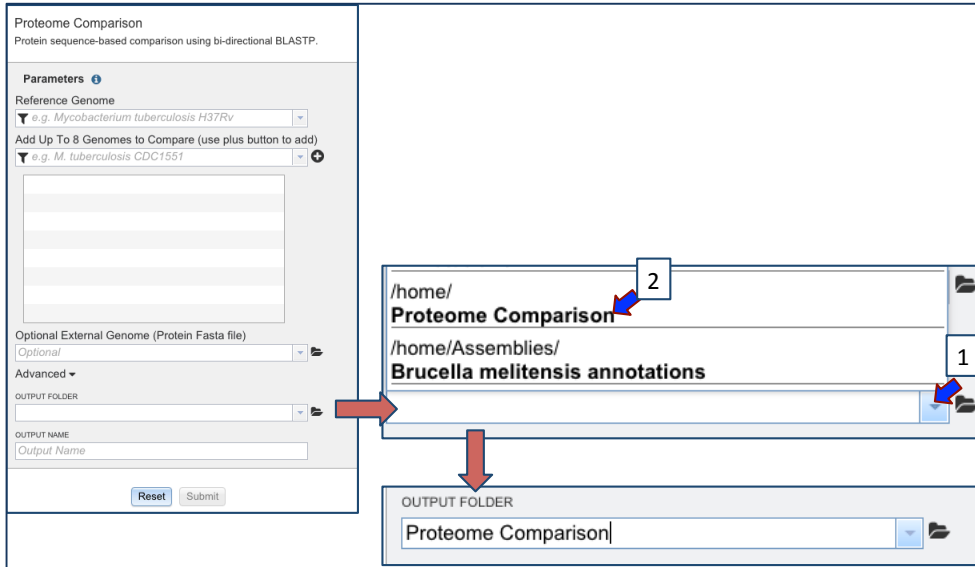 Proteome Comparison
Protein sequence-based comparison using bi-directional BLASTP.
Parameters
Reference Genome
e.g. Mycobacterium tuberculosis H37Rv
Add Up To 8 Genomes to Compare (use plus button to add)
e.g. M. tuberculosis CDC1551
Optional External Genome (Protein Fasta file)
Optional
Advanced
OUTPUT FOLDER
OUTPUT NAME
Output Name
Reset Submit
2
/home/
Proteome Comparison
/home/Assemblies/
Brucella melitensis annotations
1
OUTPUT FOLDER
Proteome Comparison